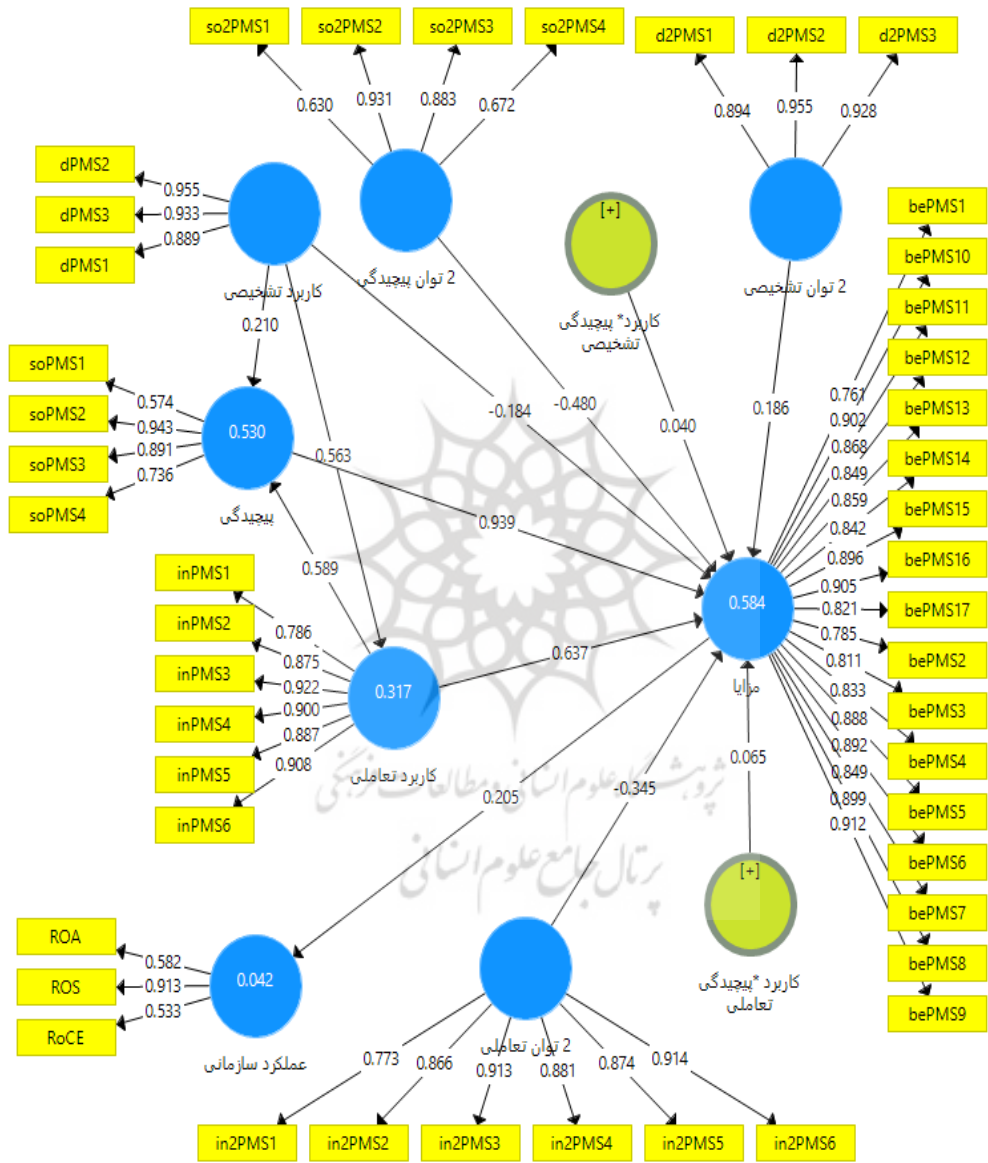 so2PMS1
so2PMS2
so2PMS3
so2PMS4
d2PMS1
d2PMS2
d2PMS3
0.630
0.931
0.883
0.672
0.894
0.955
0.928
dPMS2
dPMS3
dPMS1
0.955
0.933
0.889
کاربرد تشخیصی
2 توان پیچیدگی
[+]
کاربرد* پیچیدگی
تشخیصی
2 توان تشخیصی
0.210
-0.184
-0.480
0.040
0.186
0.563
soPMS1
soPMS2
soPMS3
soPMS4
0.574
0.943
0.891
0.736
0.530
پیچیدگی
0.939
0.589
inPMS1
inPMS2
inPMS3
inPMS4
inPMS5
inPMS6
0.786
0.875
0.922
0.900
0.887
0.908
0.317
کاربرد تعاملی
0.637
0.584
مزایا
bePMS1
bePMS10
bePMS11
bePMS12
bePMS13
bePMS14
bePMS15
bePMS16
bePMS17
bePMS2
bePMS3
bePMS4
bePMS5
bePMS6
bePMS7
bePMS8
bePMS9
0.761
0.902
0.868
0.849
0.859
0.842
0.896
0.905
0.821
0.785
0.811
0.833
0.888
0.892
0.849
0.899
0.912
0.205
-0.345
0.065
پژوهشگاه علوم انسانی و مطالعات فرهنگی
پرتال جامع علوم انسانی
[+]
کاربرد *پیچیدگی
تعاملی
ROA
ROS
RoCE
0.582
0.913
0.533
0.042
عملکرد سازمانی
2 توان تعاملی
0.773
0.866
0.913
0.881
0.874
0.914
in2PMS1
in2PMS2
in2PMS3
in2PMS4
in2PMS5
in2PMS6